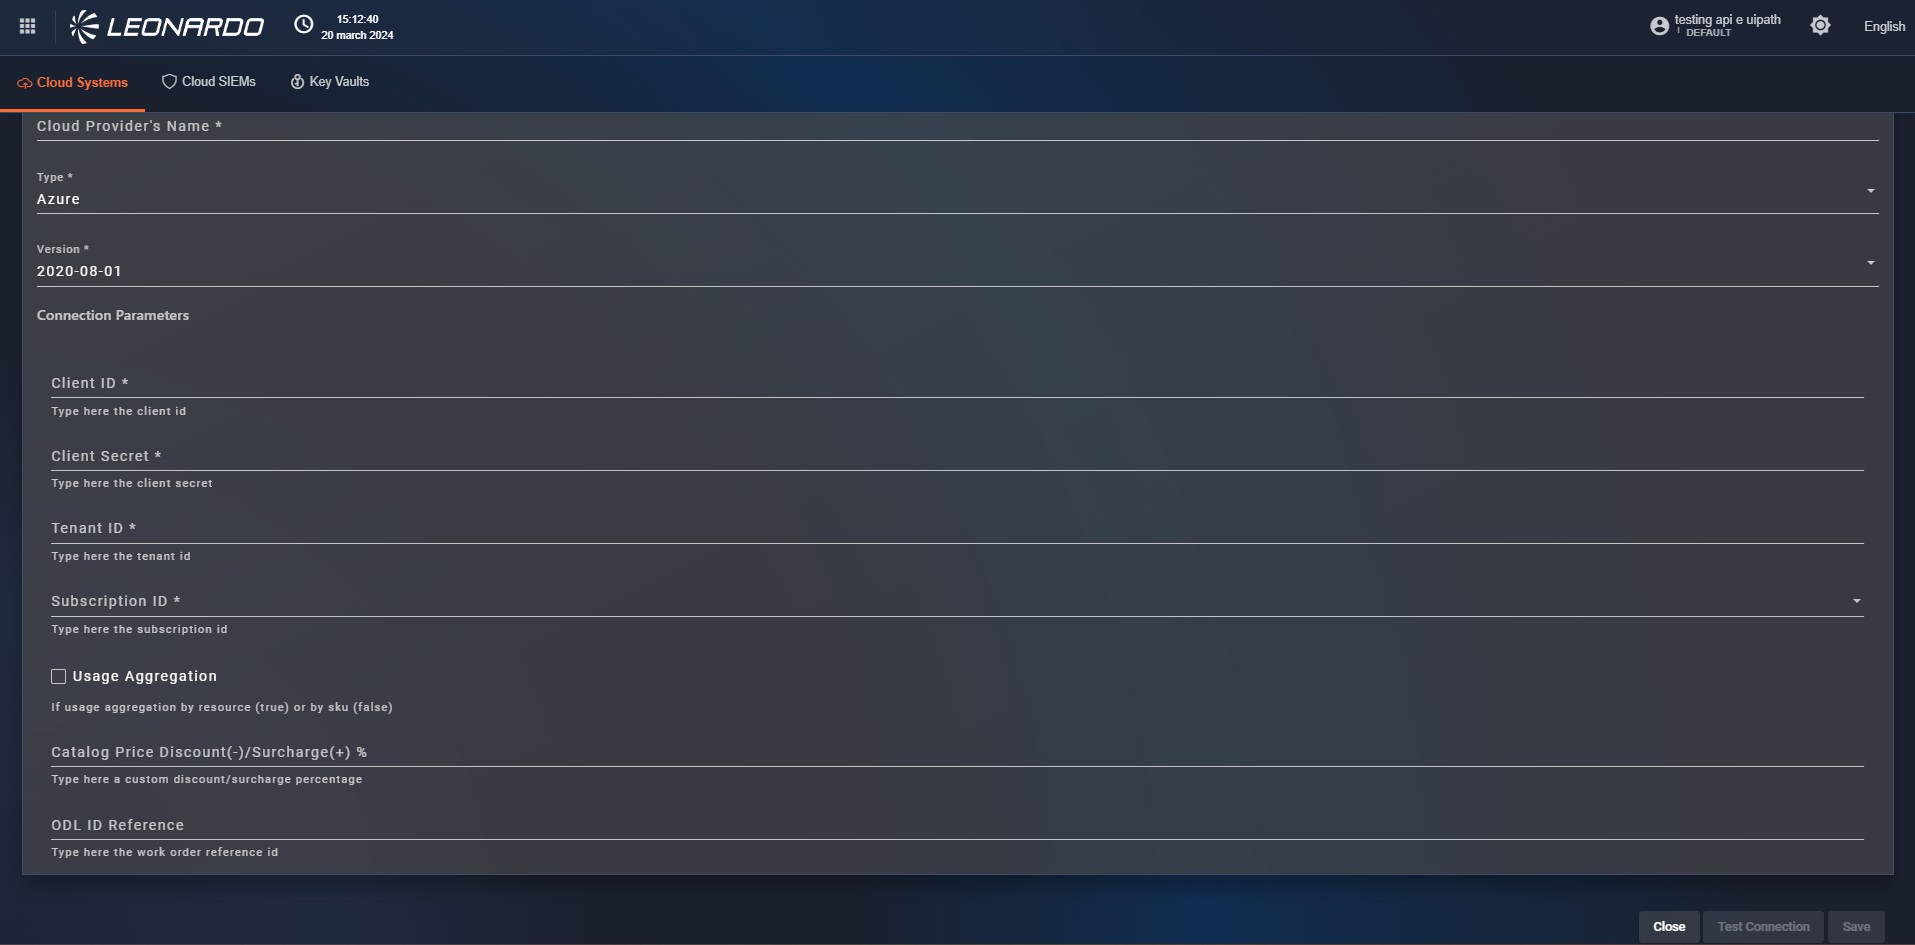 LEONARDO
15:12:40
20 march 2024
testing api e uipath
| DEFAULT
English
Cloud Systems
Cloud SIEMs
Key Vaults
Cloud Provider's Name *
Type *
Azure
Version *
2020-08-01
Connection Parameters
Client ID *
Type here the client id
Client Secret *
Type here the client secret
Tenant ID *
Type here the tenant id
Subscription ID *
Type here the subscription id
Usage Aggregation
If usage aggregation by resource (true) or by sku (false)
Catalog Price Discount(-)/Surcharge(+) %
Type here a custom discount/surcharge percentage
ODL ID Reference
Type here the work order reference id
Close
Test Connection
Save